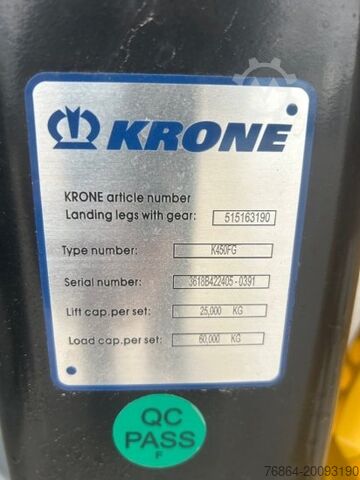 KRONE
KRONE article number
Landing legs with gear: 515163190
Type number: K450FG
Serial number: 3618B422405-0391
Lift cap.per set: 25,000 KG
Load cap.per set: 60,000 KG
QC
PASS
F
76864-20093190